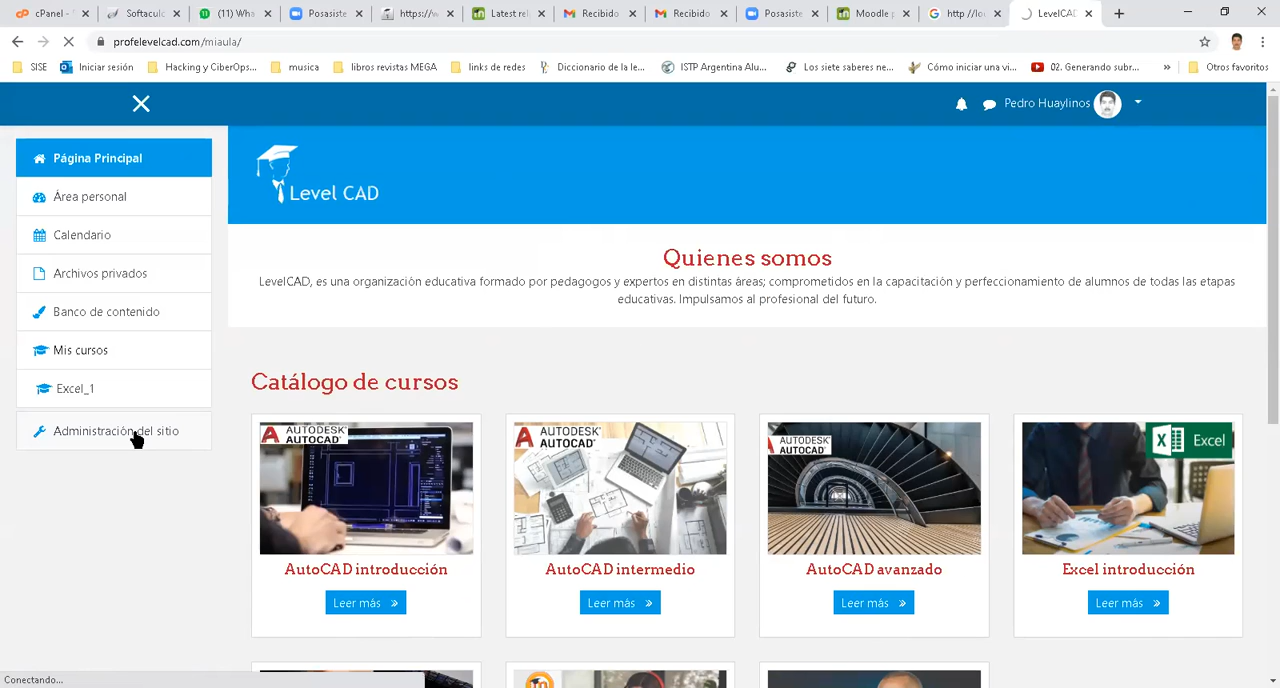 cPanel -
Softacul
(11) Wha
Posasiste
https://w
Latest rel
Recibido
Recibido
Posasiste
Moodle p
http://lo
LevelCAD
profelevelcad.com/miaula/
SISE
Iniciar sesión
Hacking y CiberOps...
musica
libros revistas MEGA
links de redes
Diccionario de la le...
ISTP Argentina Alu...
Los siete saberes ne...
Cómo iniciar una vi...
02. Generando subr...
»
Otros favoritos
Pedro Huaylinos
Página Principal
Área personal
Calendario
Archivos privados
Banco de contenido
Mis cursos
Excel_1
Administración del sitio
Level CAD
Quienes somos
LevelCAD, es una organización educativa formado por pedagogos y expertos en distintas áreas; comprometidos en la capacitación y perfeccionamiento de alumnos de todas las etapas
educativas. Impulsamos al profesional del futuro.
Catálogo de cursos
AUTODESK
AUTOCAD
AUTODESK
AUTOCAD
AUTODESK
AUTOCAD
Excel
AutoCAD introducción
AutoCAD intermedio
AutoCAD avanzado
Excel introducción
Leer más »
Leer más »
Leer más »
Leer más »
Conectando...